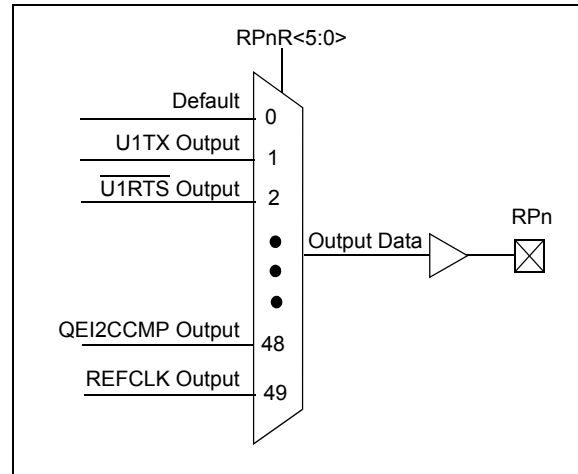 RPnR<5:0>
Default
0
U1TX Output
1
U1RTS Output
2
RPn
Output Data
QEI2CCMP Output
48
REFCLK Output
49